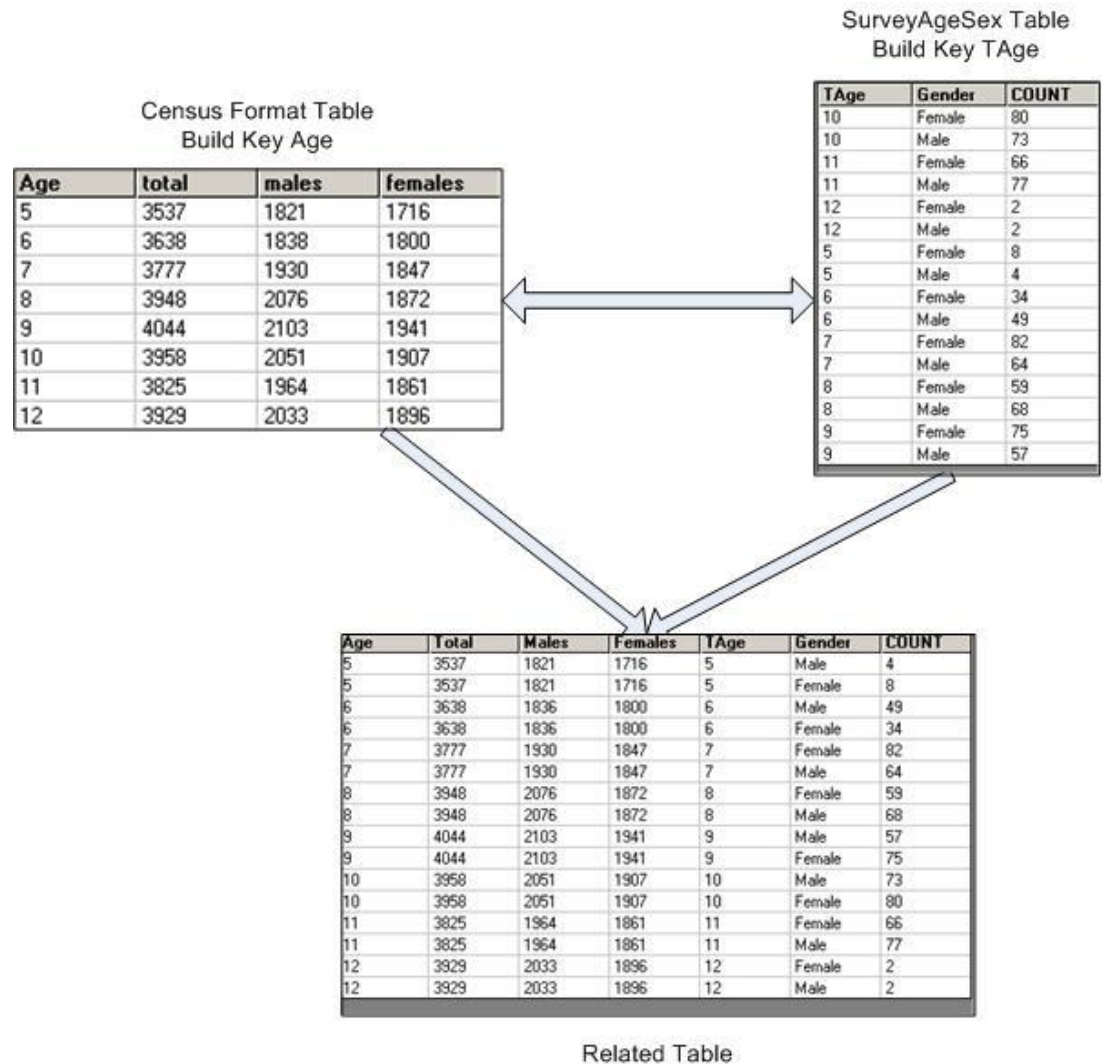 SurveyAgeSex Table
Build Key TAge
TAge Gender COUNT
10 Female 80
10 Male 73
11 Female 66
11 Male 77
12 Female 2
12 Male 2
5 Female 8
5 Male 4
6 Female 34
6 Male 49
7 Female 82
7 Male 64
8 Female 59
8 Male 68
9 Female 75
9 Male 57
Census Format Table
Build Key Age
Age total males females
5 3537 1821 1716
6 3638 1838 1800
7 3777 1930 1847
8 3948 2076 1872
9 4044 2103 1941
10 3958 2051 1907
11 3825 1964 1861
12 3929 2033 1896
Age Total Males Females TAge Gender COUNT
5 3537 1821 1716 5 Male 4
5 3537 1821 1716 5 Female 8
6 3638 1836 1800 6 Male 49
6 3638 1836 1800 6 Female 34
7 3777 1930 1847 7 Female 82
7 3777 1930 1847 7 Male 64
8 3948 2076 1872 8 Female 59
8 3948 2076 1872 8 Male 68
9 4044 2103 1941 9 Male 57
9 4044 2103 1941 9 Female 75
10 3958 2051 1907 10 Male 73
10 3958 2051 1907 10 Female 80
11 3825 1964 1861 11 Female 66
11 3825 1964 1861 11 Male 77
12 3929 2033 1896 12 Female 2
12 3929 2033 1896 12 Male 2
Related Table